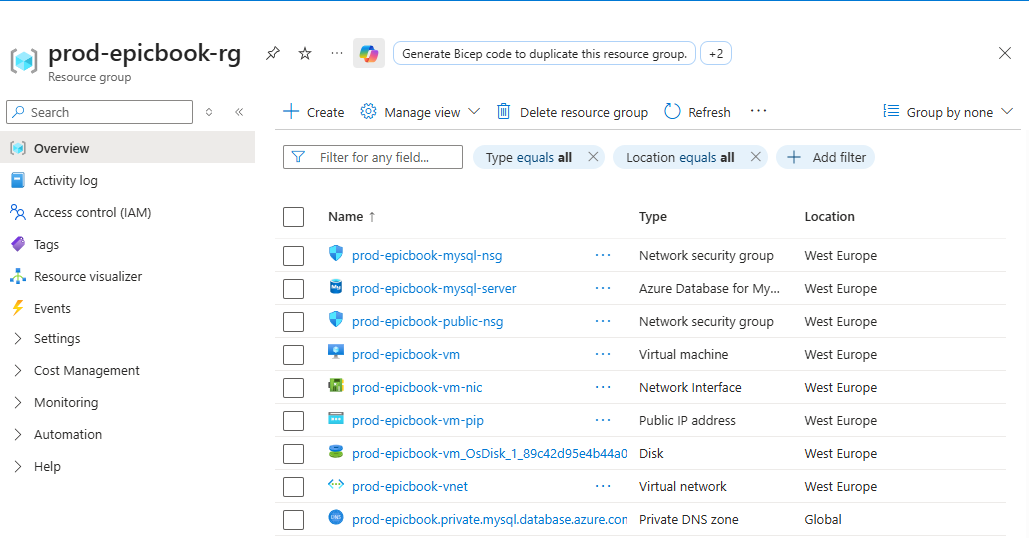 prod-epicbook-rg
Resource group
Generate Bicep code to duplicate this resource group.
+2
Search
Create
Manage view
Delete resource group
Refresh
Group by none
Overview
Activity log
Access control (IAM)
Tags
Resource visualizer
Events
Settings
Cost Management
Monitoring
Automation
Help
Filter for any field...
Type equals all
Location equals all
Add filter
Name ↑ Type Location
prod-epicbook-mysql-nsg ··· Network security group West Europe
prod-epicbook-mysql-server ··· Azure Database for My... West Europe
prod-epicbook-public-nsg ··· Network security group West Europe
prod-epicbook-vm ··· Virtual machine West Europe
prod-epicbook-vm-nic ··· Network Interface West Europe
prod-epicbook-vm-pip ··· Public IP address West Europe
prod-epicbook-vm_OsDisk_1_89c42d95e4b44a0 Disk West Europe
prod-epicbook-vnet ··· Virtual network West Europe
prod-epicbook.private.mysql.database.azure.con Private DNS zone Global